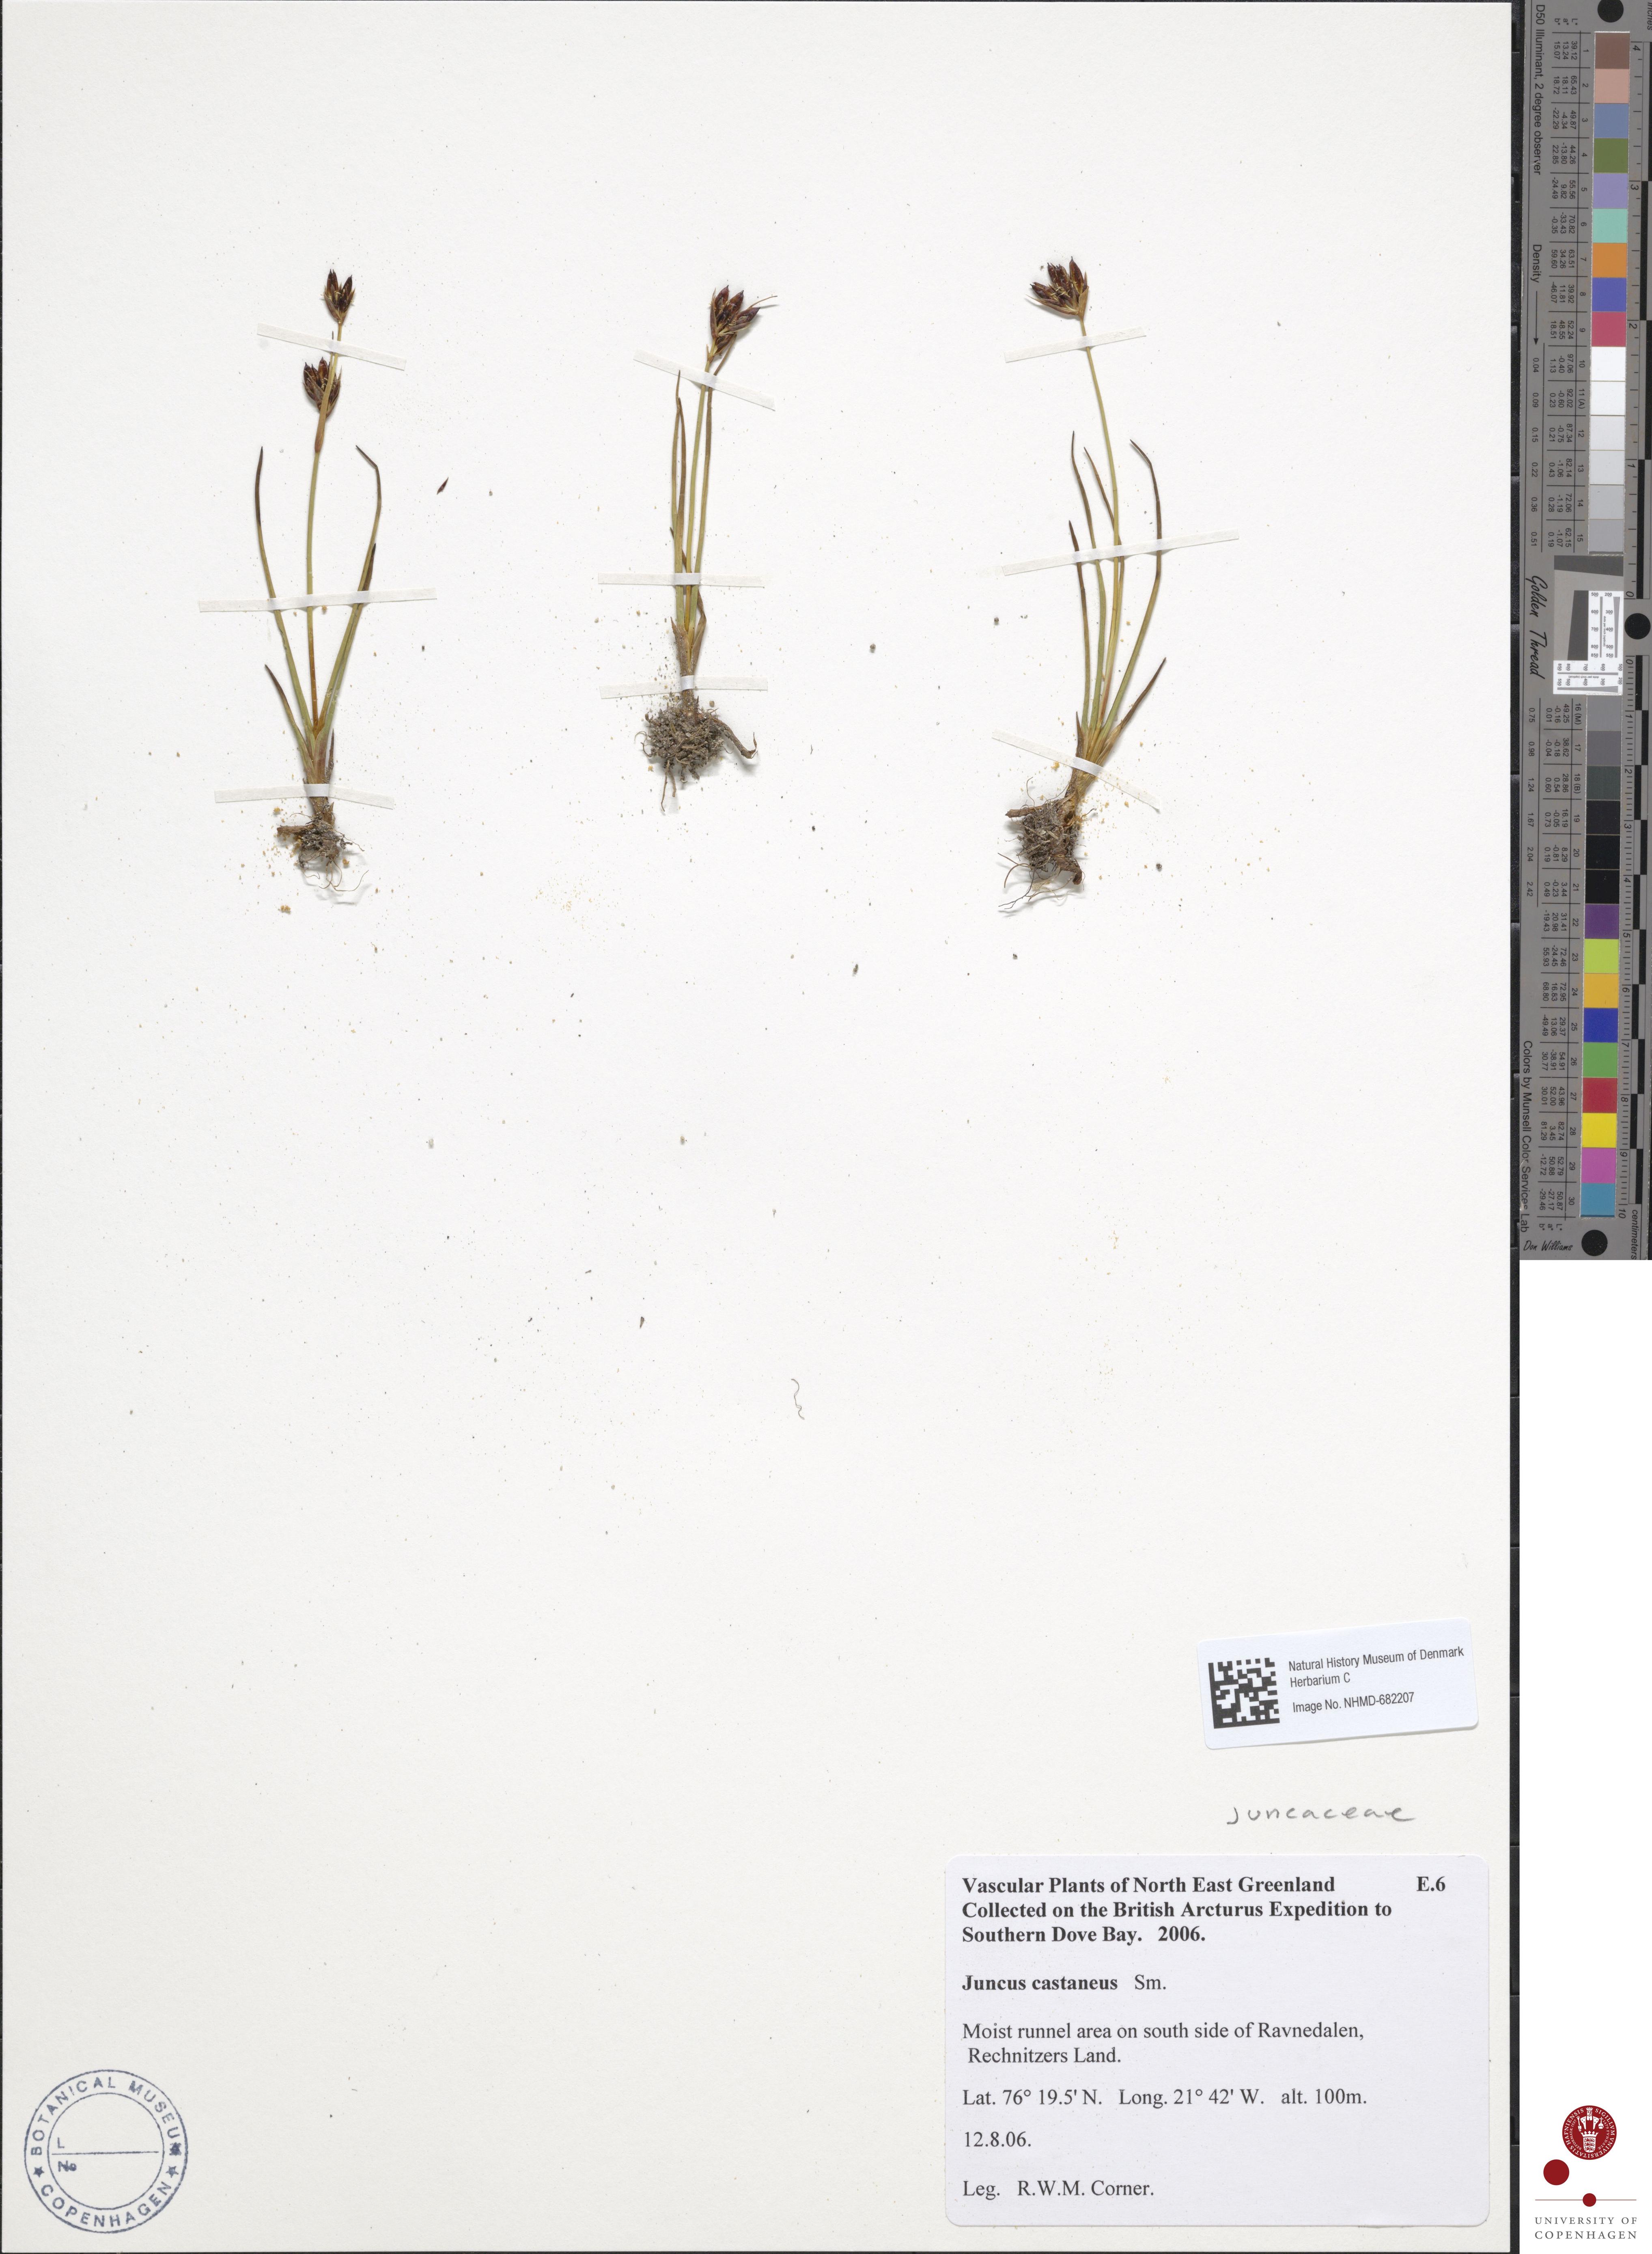 Natural History Museum of Denmark
Herbarium C
Image No. NHMD-682207
Juncaceae
Vascular Plants of North East Greenland E.6
Collected on the British Arcturus Expedition to
Southern Dove Bay. 2006.
Juncus castaneus Sm.
Moist runnel area on south side of Ravnedalen,
Rechnitzers Land.
Lat. 76° 19.5' N. Long. 21° 42' W. alt. 100m.
12.8.06.
Leg. R.W.M. Corner.
BOTANICAL MUSEUM
L
No
COPENHAGEN
D50 Illuminant, 2 degree observer
Density
Golden Thread
Colors by Munsell Color Services Lab
Don Williams
centimeters
UNIVERSITY OF
COPENHAGEN